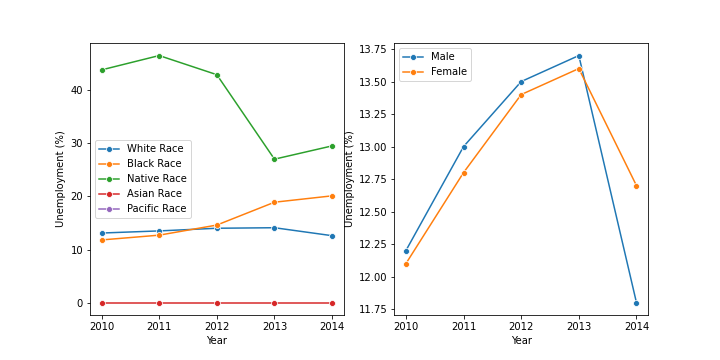 Unemployment (%)
40
30
20
10
0
White Race
Black Race
Native Race
Asian Race
Pacific Race
2010 2011 2012 2013 2014
Year
Unemployment (%)
13.75
13.50
13.25
13.00
12.75
12.50
12.25
12.00
11.75
Male
Female
2010 2011 2012 2013 2014
Year